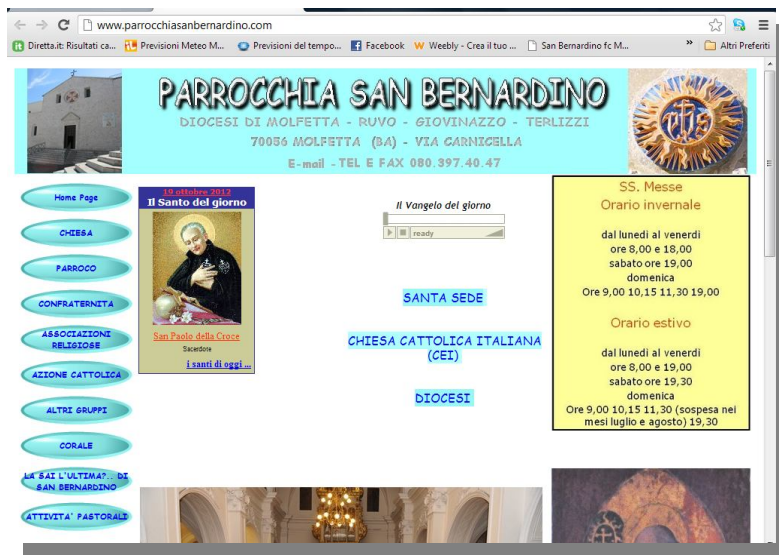 www.parrocchiasanbernardino.com
Diretta.it: Risultati ca...
Previsioni Meteo M...
Previsioni del tempo...
Facebook
Weebly - Crea il tuo ...
San Bernardino fc M...
»
Altri Preferiti
PARROCCHIA SAN BERNARDINO
DIOCESI DI MOLFETTA - RUVO - GIOVINAZZO - TERLIZZI
70056 MOLFETTA (BA) - VIA CARNICELLA
E-mail - TEL E FAX 080.397.40.47
Home Page
CHIESA
PARROCO
CONFRATERNITA
ASSOCIAZIONI
RELIGIOSE
AZIONE CATTOLICA
ALTRI GRUPPI
CORALE
LA SAI L'ULTIMA?... DI
SAN BERNARDINO
ATTIVITA' PASTORALI
19 ottobre 2012
Il Santo del giorno
San Paolo della Croce
Sacerdote
i santi di oggi ...
Il Vangelo del giorno
ready
SANTA SEDE
CHIESA CATTOLICA ITALIANA
(CEI)
DIOCESI
SS. Messe
Orario invernale
dal lunedi al venerdi
ore 8,00 e 18,00
sabato ore 19,00
domenica
Ore 9,00 10,15 11,30 19,00
Orario estivo
dal lunedi al venerdi
ore 8,00 e 19,00
sabato ore 19,30
domenica
Ore 9,00 10,15 11,30 (sospesa nei
mesi luglio e agosto) 19,30